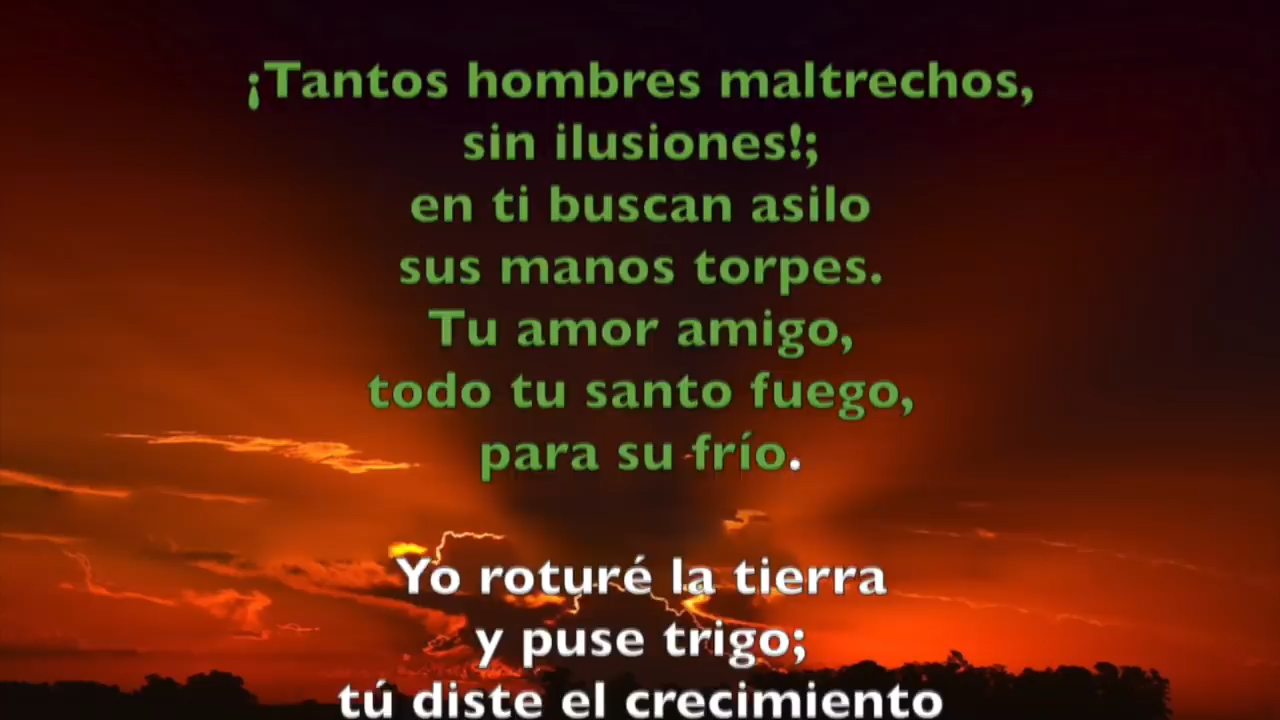 ¡Tantos hombres maltrechos,
sin ilusiones!;
en ti buscan asilo
sus manos torpes.
Tu amor amigo,
todo tu santo fuego,
para su frío.
Yo roturé la tierra
y puse trigo;
tú diste el crecimiento